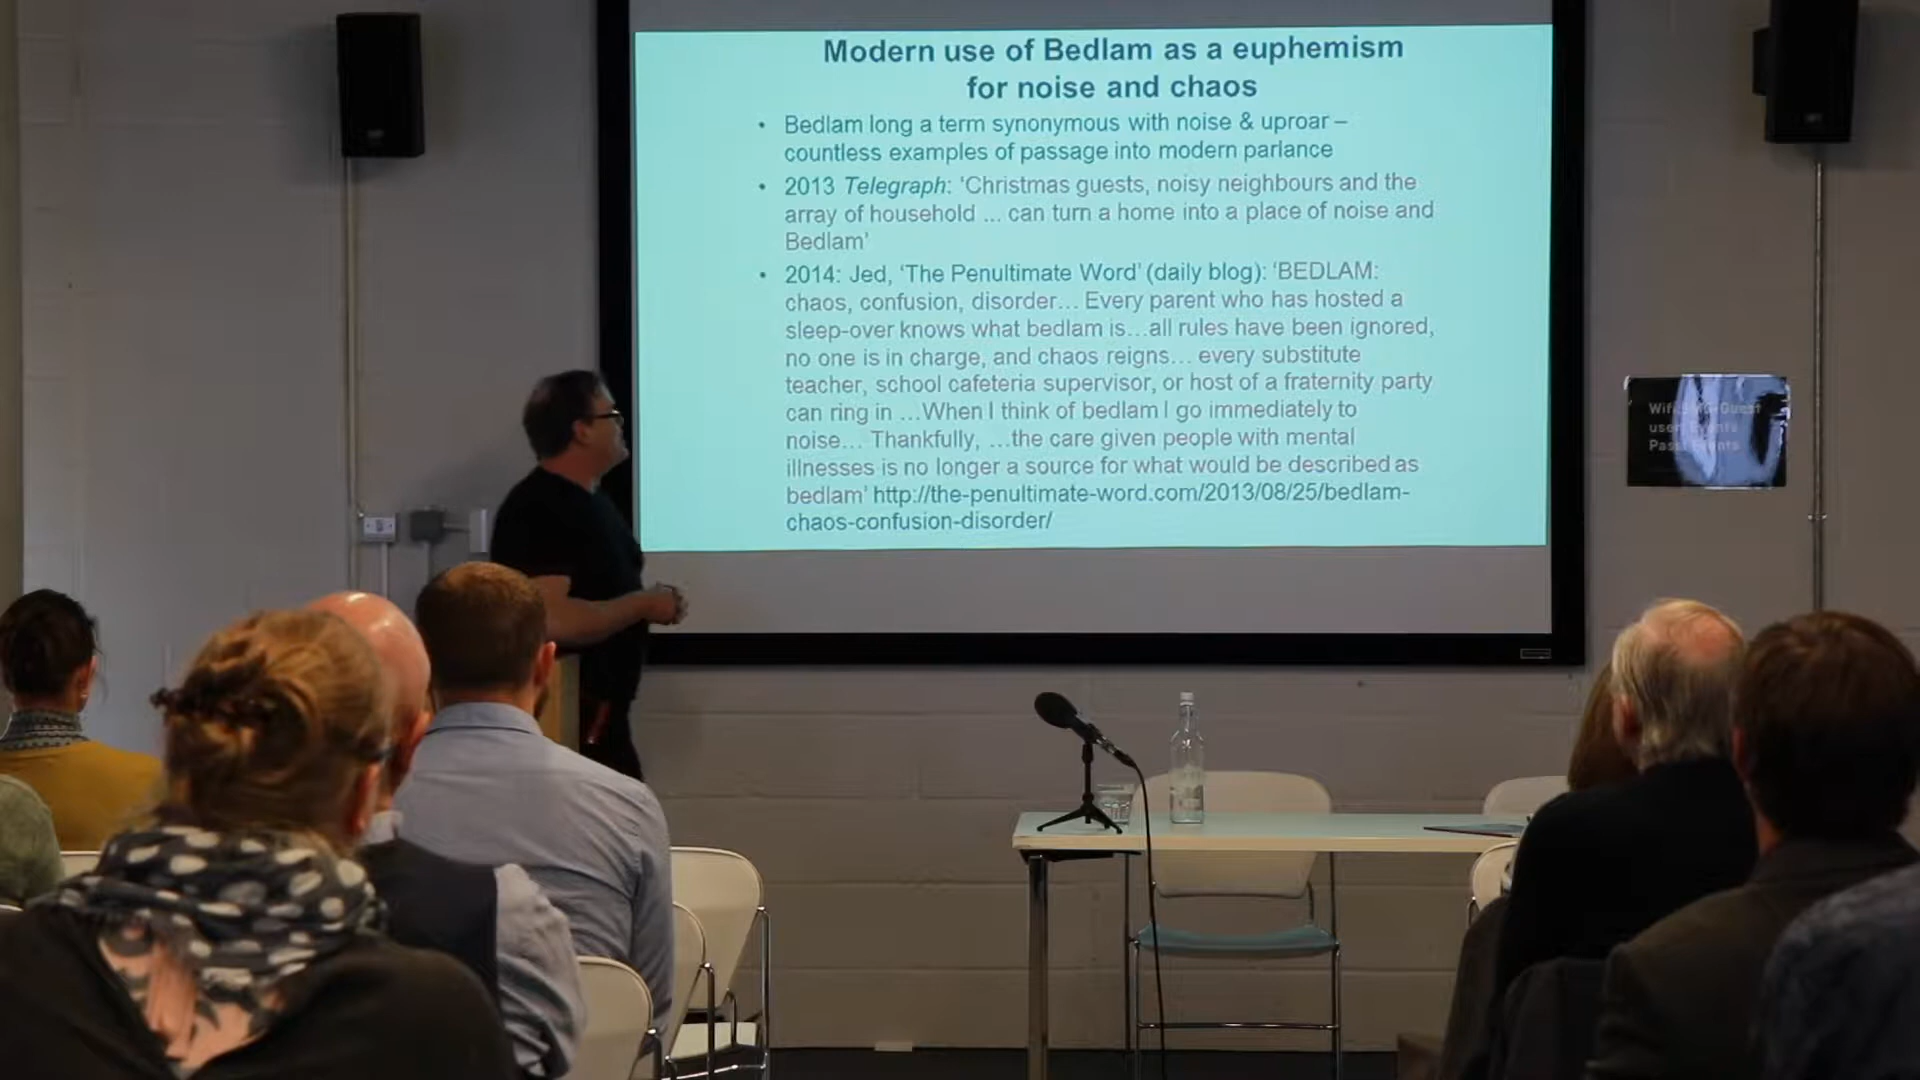 Modern use of Bedlam as a euphemism
for noise and chaos
• Bedlam long a term synonymous with noise & uproar –
countless examples of passage into modern parlance
• 2013 Telegraph: ‘Christmas guests, noisy neighbours and the
array of household ... can turn a home into a place of noise and
Bedlam’
• 2014: Jed, ‘The Penultimate Word’ (daily blog): ‘BEDLAM:
chaos, confusion, disorder… Every parent who has hosted a
sleep-over knows what bedlam is…all rules have been ignored,
no one is in charge, and chaos reigns… every substitute
teacher, school cafeteria supervisor, or host of a fraternity party
can ring in …When I think of bedlam I go immediately to
noise… Thankfully, …the care given people with mental
illnesses is no longer a source for what would be described as
bedlam’ http://the-penultimate-word.com/2013/08/25/bedlam-
chaos-confusion-disorder/